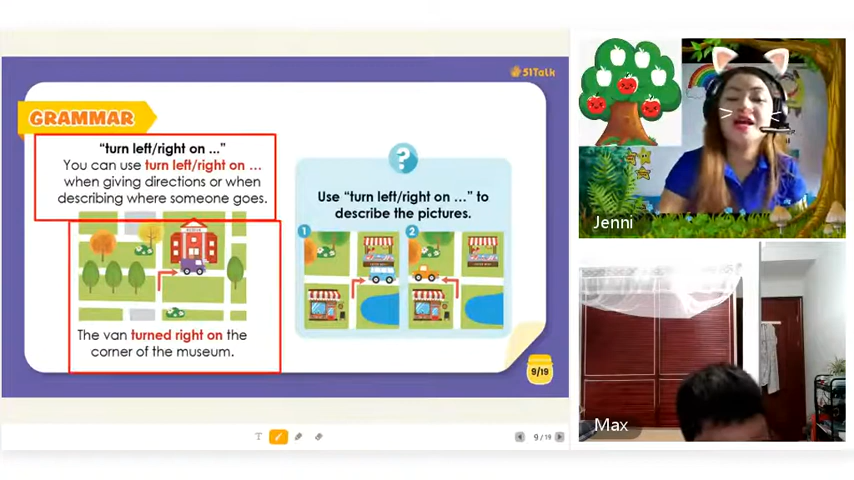 51Talk
GRAMMAR
"turn left/right on ..."
You can use turn left/right on ...
when giving directions or when
describing where someone goes.
The van turned right on the
corner of the museum.
?
Use "turn left/right on ..." to
describe the pictures.
1
2
9/19
T
9/19
Jenni
Max